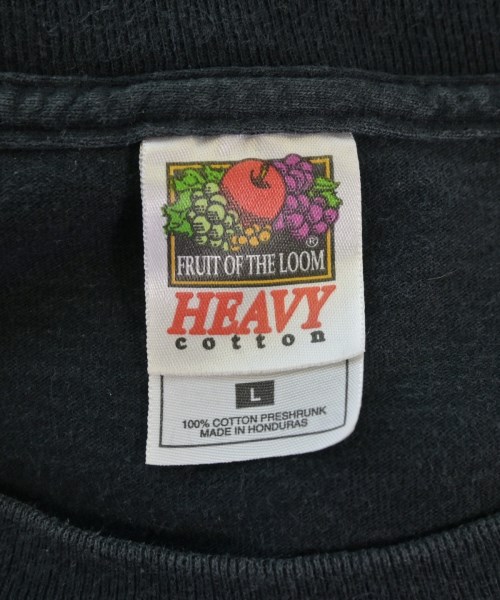 ®
FRUIT OF THE LOOM
HEAVY
cotton
L
100% COTTON PRESHRUNK
MADE IN HONDURAS